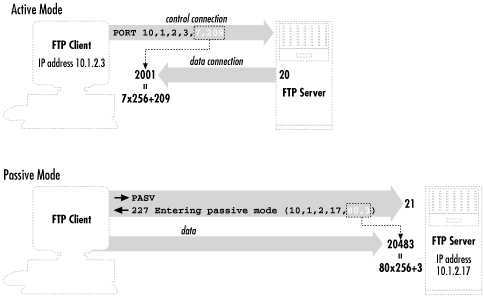 Active Mode
control connection
PORT 10,1,2,3,7,209
FTP Client
IP address 10.1.2.3
data connection
2001
20
=
7x256+209
FTP Server
Passive Mode
PASV
227 Entering passive mode (10,1,2,17,80,3)
21
FTP Client
data
20483
=
80x256+3
FTP Server
IP address
10.1.2.17